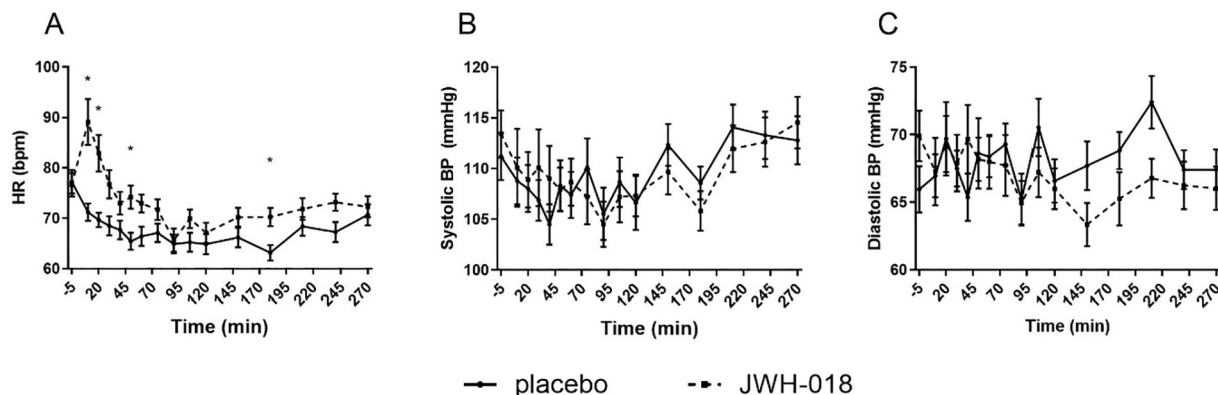 A
HR (bpm)
100
90
80
70
60
* * * *
-5 20 45 70 95 120 145 170 195 220 245 270
Time (min)
B
Systolic BP (mmHg)
120
115
110
105
100
-5 20 45 70 95 120 145 170 195 220 245 270
Time (min)
C
Diastolic BP (mmHg)
75
70
65
60
-5 20 45 70 95 120 145 170 195 220 245 270
Time (min)
placebo JWH-018